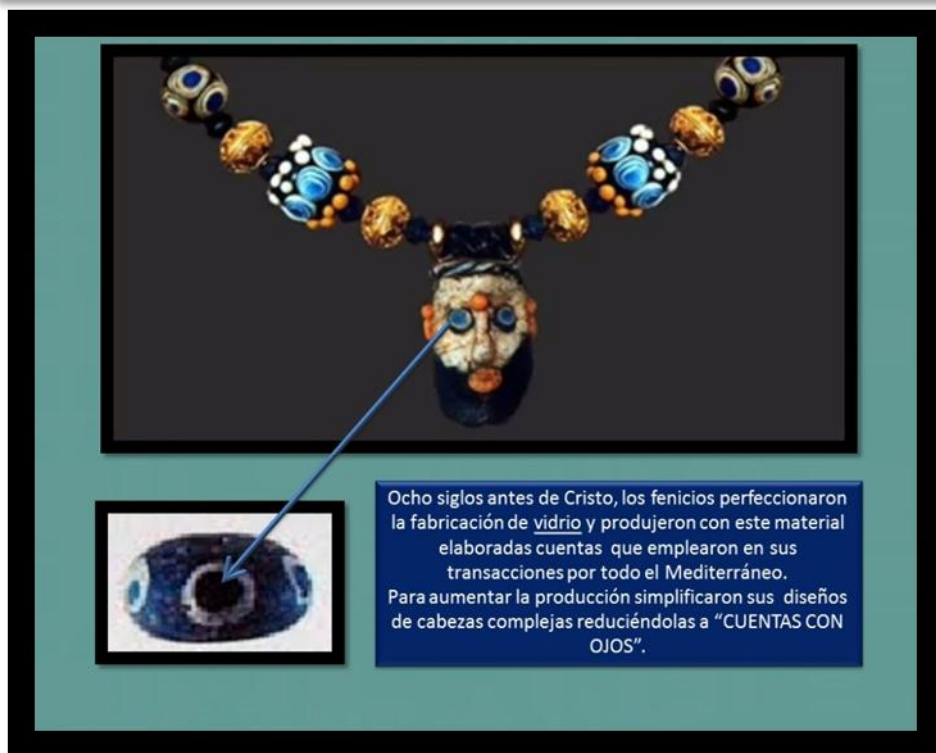 Ocho siglos antes de Cristo, los fenicios perfeccionaron
la fabricación de vidrio y produjeron con este material
elaboradas cuentas que emplearon en sus
transacciones por todo el Mediterráneo.
Para aumentar la producción simplificaron sus diseños
de cabezas complejas reduciéndolas a “CUENTAS CON
OJOS”.